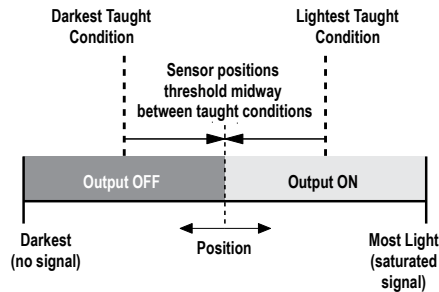 Darkest Taught
Condition
Lightest Taught
Condition
Sensor positions
threshold midway
between taught conditions
Output OFF
Output ON
Darkest
(no signal)
Position
Most Light
(saturated
signal)